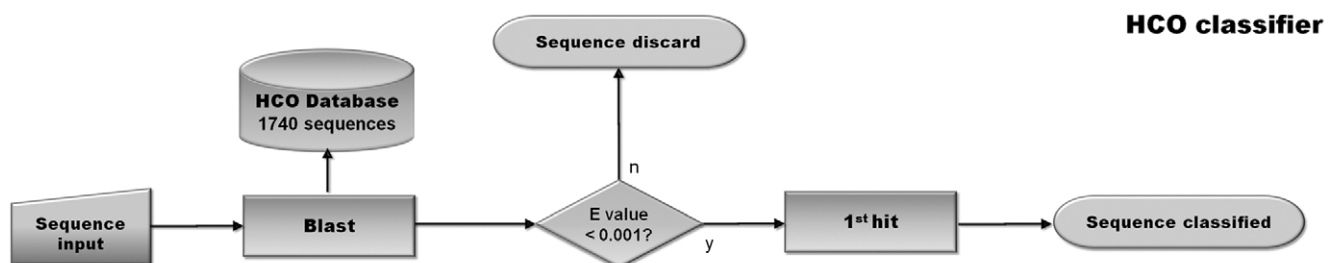 HCO classifier
Sequence discard
HCO Database
1740 sequences
n
Sequence
input
Blast
E value
< 0.001?
y
1st hit
Sequence classified